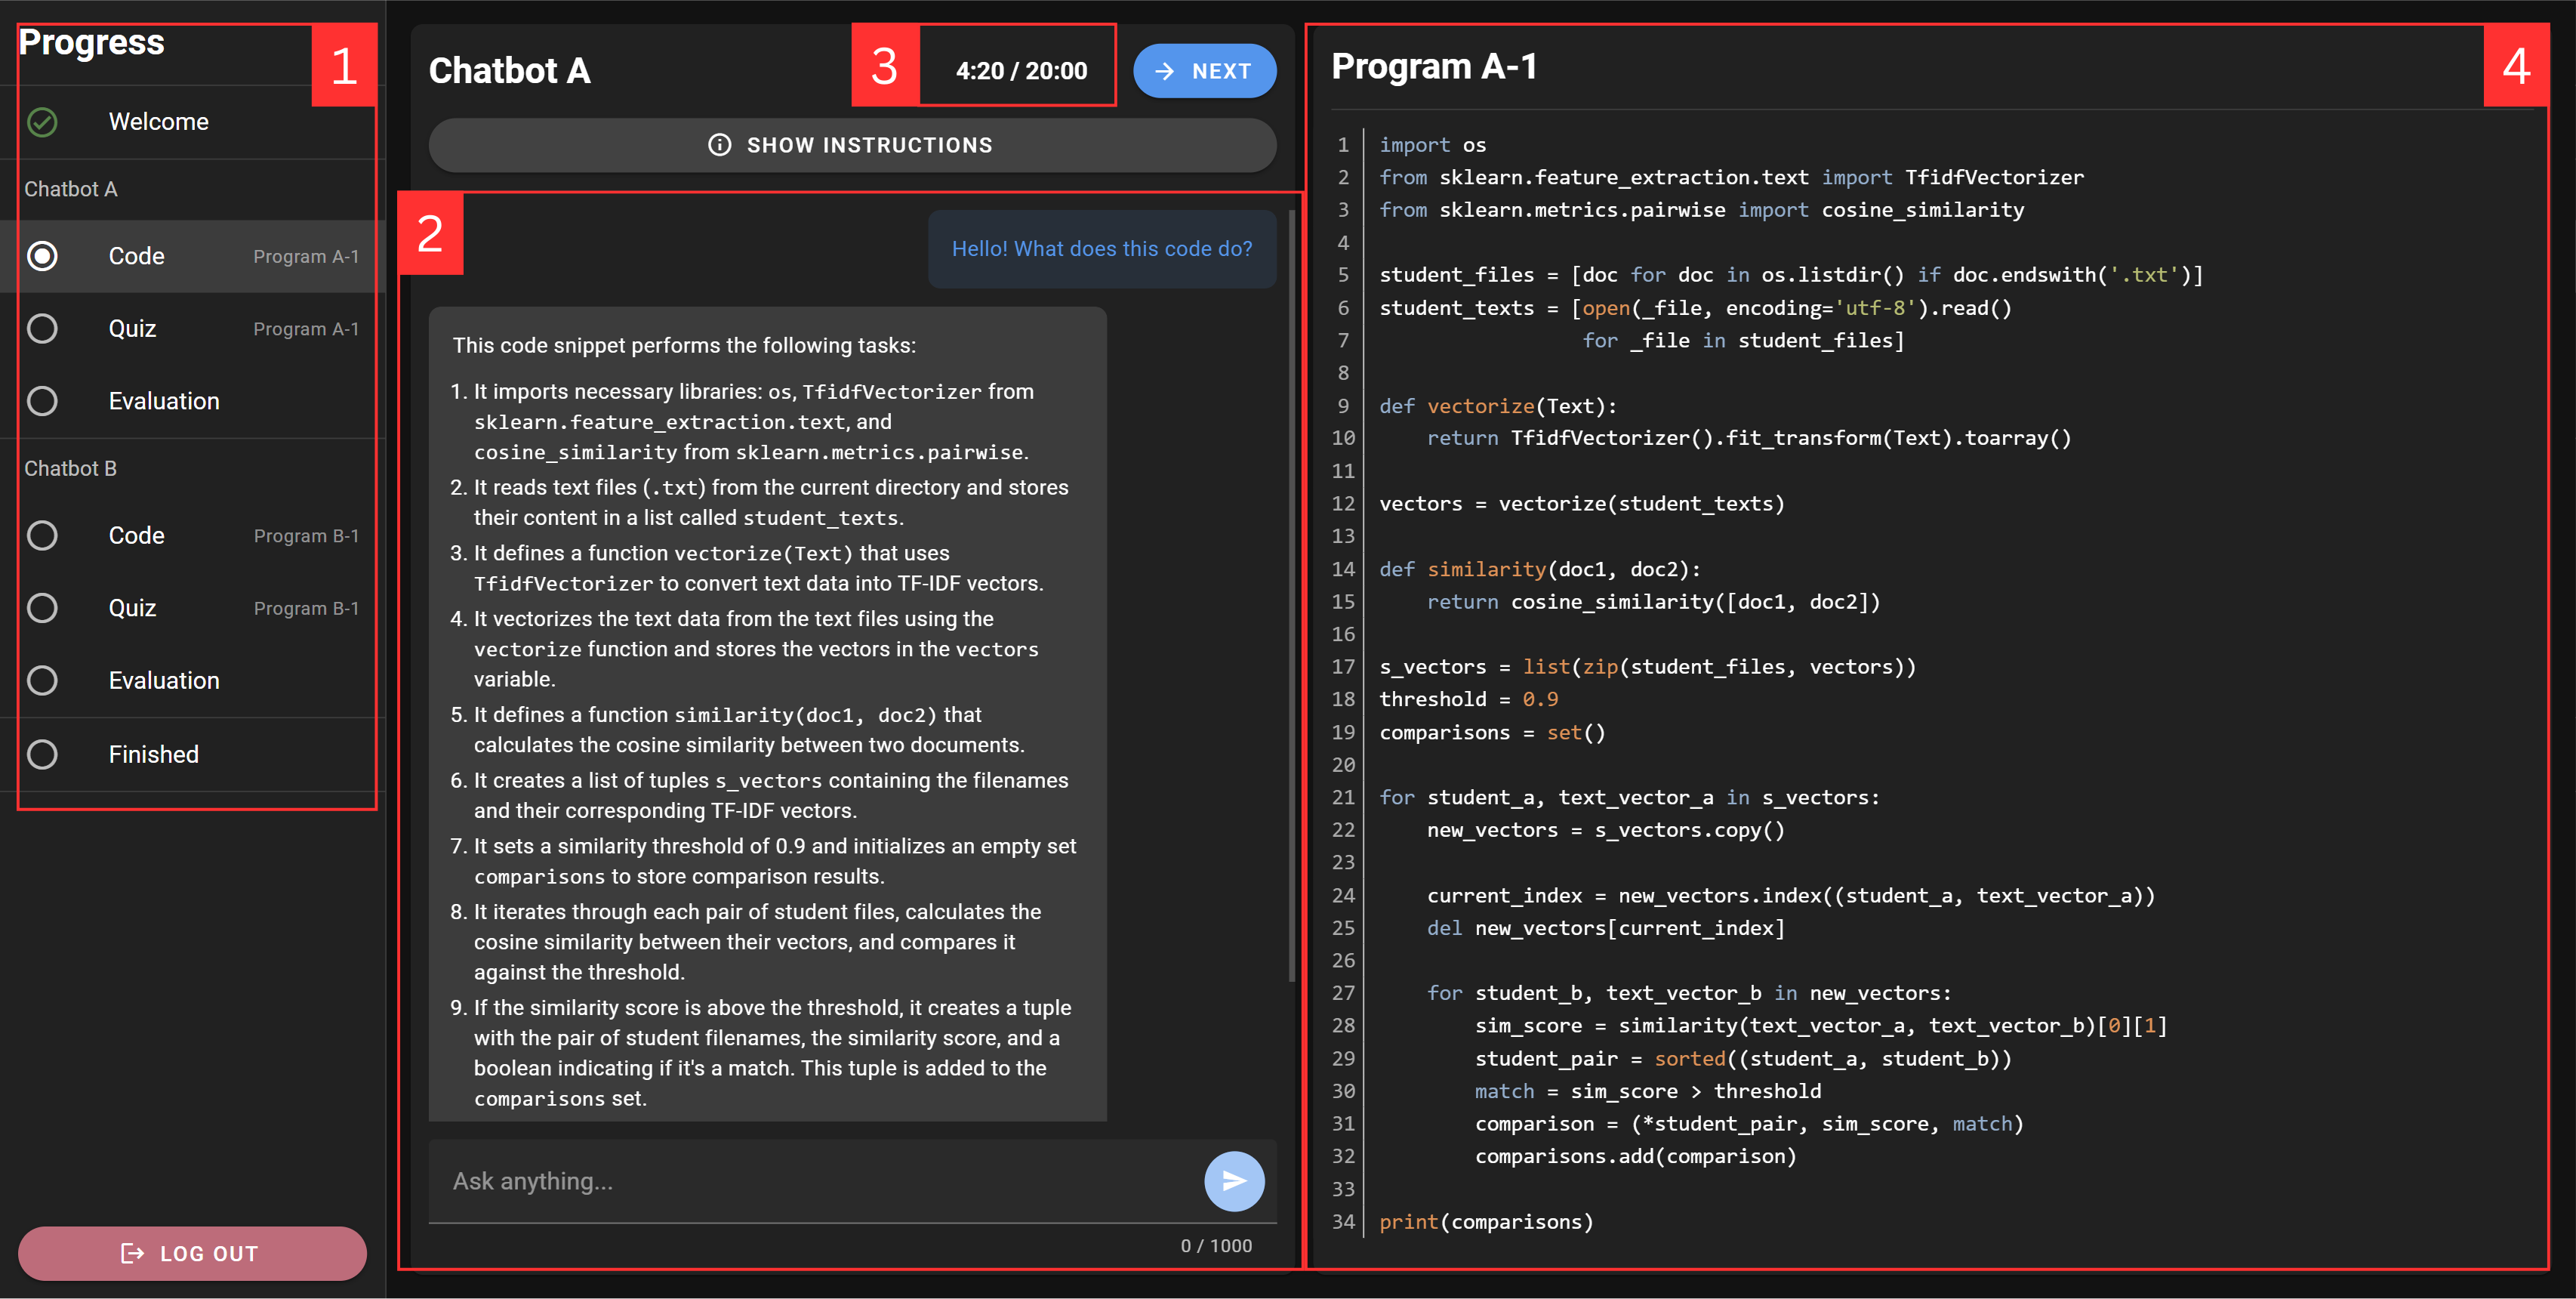 Progress
1
Welcome
Chatbot A
Code Program A-1
Quiz Program A-1
Evaluation
Chatbot B
Code Program B-1
Quiz Program B-1
Evaluation
Finished
LOG OUT
Chatbot A
3
4:20 / 20:00
NEXT
SHOW INSTRUCTIONS
2
Hello! What does this code do?
This code snippet performs the following tasks:
1. It imports necessary libraries: os, TfidfVectorizer from
sklearn.feature_extraction.text, and
cosine_similarity from sklearn.metrics.pairwise.
2. It reads text files (.txt) from the current directory and stores
their content in a list called student_texts.
3. It defines a function vectorize(Text) that uses
TfidfVectorizer to convert text data into TF-IDF vectors.
4. It vectorizes the text data from the text files using the
vectorize function and stores the vectors in the vectors
variable.
5. It defines a function similarity(doc1, doc2) that
calculates the cosine similarity between two documents.
6. It creates a list of tuples s_vectors containing the filenames
and their corresponding TF-IDF vectors.
7. It sets a similarity threshold of 0.9 and initializes an empty set
comparisons to store comparison results.
8. It iterates through each pair of student files, calculates the
cosine similarity between their vectors, and compares it
against the threshold.
9. If the similarity score is above the threshold, it creates a tuple
with the pair of student filenames, the similarity score, and a
boolean indicating if it's a match. This tuple is added to the
comparisons set.
Ask anything...
0 / 1000
Program A-1
4
1 import os
2 from sklearn.feature_extraction.text import TfidfVectorizer
3 from sklearn.metrics.pairwise import cosine_similarity
4
5 student_files = [doc for doc in os.listdir() if doc.endswith('.txt')]
6 student_texts = [open(_file, encoding='utf-8').read()
7                  for _file in student_files]
8
9 def vectorize(Text):
10     return TfidfVectorizer().fit_transform(Text).toarray()
11
12 vectors = vectorize(student_texts)
13
14 def similarity(doc1, doc2):
15     return cosine_similarity([doc1, doc2])
16
17 s_vectors = list(zip(student_files, vectors))
18 threshold = 0.9
19 comparisons = set()
20
21 for student_a, text_vector_a in s_vectors:
22     new_vectors = s_vectors.copy()
23
24     current_index = new_vectors.index((student_a, text_vector_a))
25     del new_vectors[current_index]
26
27     for student_b, text_vector_b in new_vectors:
28         sim_score = similarity(text_vector_a, text_vector_b)[0][1]
29         student_pair = sorted((student_a, student_b))
30         match = sim_score > threshold
31         comparison = (*student_pair, sim_score, match)
32         comparisons.add(comparison)
33
34 print(comparisons)